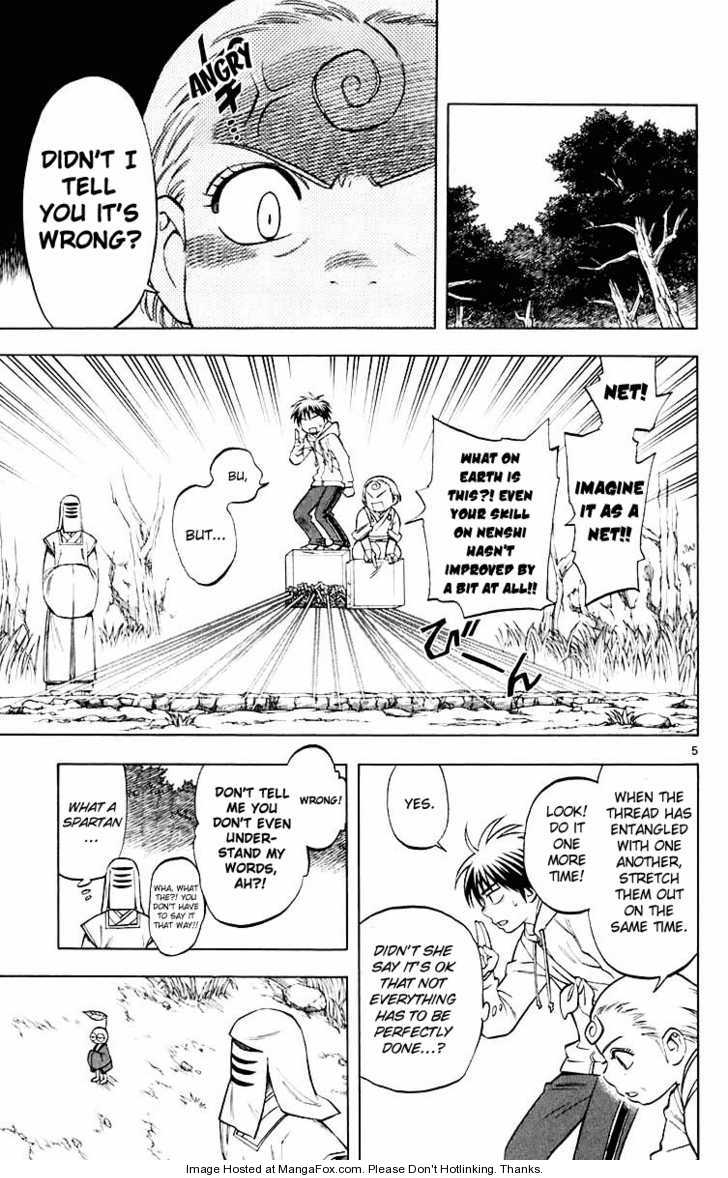 DIDN'T I
TELL
YOU IT'S
WRONG?
ANGRY
NET!
IMAGINE
IT AS A
NET!!
WHAT ON
EARTH IS
THIS?! EVEN
YOUR SKILL
ON NENSHI
HASN'T
IMPROVED BY
A BIT AT ALL!!
BU,
BUT...
びーん
5
WHEN THE
THREAD HAS
ENTANGLED
WITH ONE
ANOTHER,
STRETCH
THEM OUT
ON THE
SAME TIME.
LOOK!
DO IT
ONE
MORE
TIME!
YES.
DIDN'T SHE
SAY IT'S OK
THAT NOT
EVERYTHING
HAS TO BE
PERFECTLY
DONE...?
WRONG!
DON'T TELL
ME YOU
DON'T EVEN
UNDER-
STAND MY
WORDS,
AH?!
WHA, WHAT
THE?! YOU
DON'T HAVE
TO SAY IT
THAT WAY!!
WHAT A
SPARTAN
...
Image Hosted at MangaFox.com. Please Don't Hotlinking. Thanks.